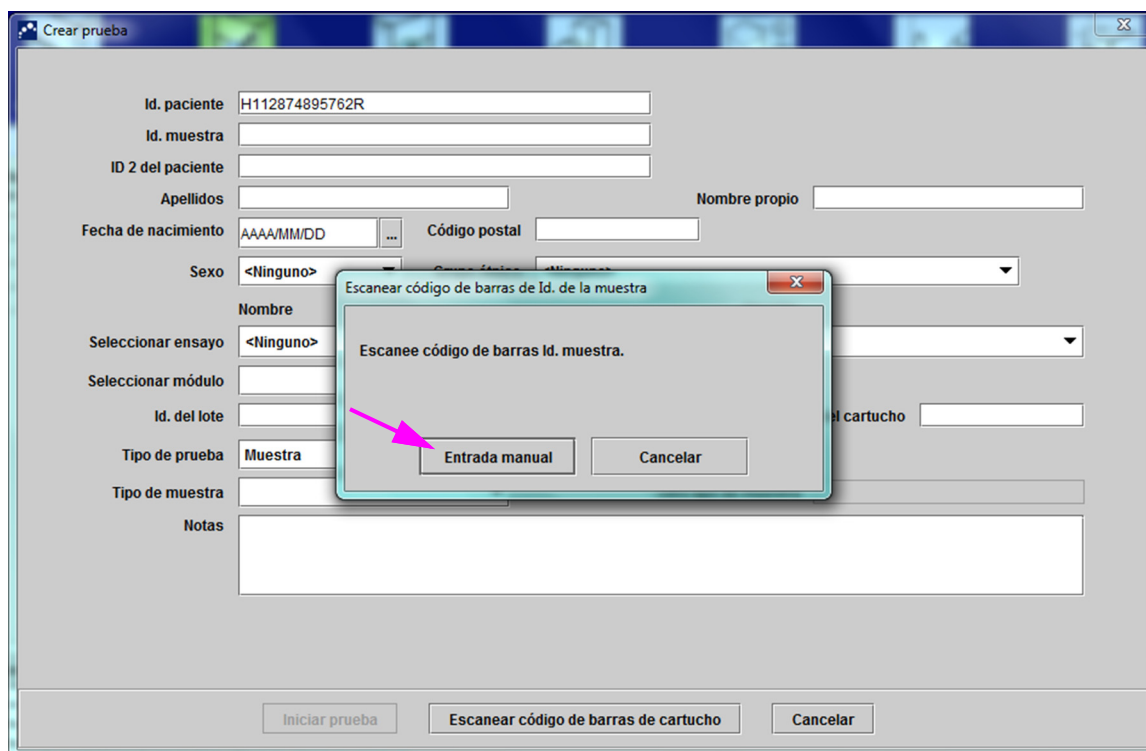 Crear prueba
Id. paciente H112874895762R
Id. muestra
ID 2 del paciente
Apellidos Nombre propio
Fecha de nacimiento AAAA/MM/DD ... Código postal
Sexo <Ninguno>
Escanear código de barras de Id. de la muestra
Nombre
Seleccionar ensayo <Ninguno>
Escanee código de barras Id. muestra.
Seleccionar módulo
Id. del lote el cartucho
Tipo de prueba Muestra
Entrada manual Cancelar
Tipo de muestra
Notas
Iniciar prueba Escanear código de barras de cartucho Cancelar